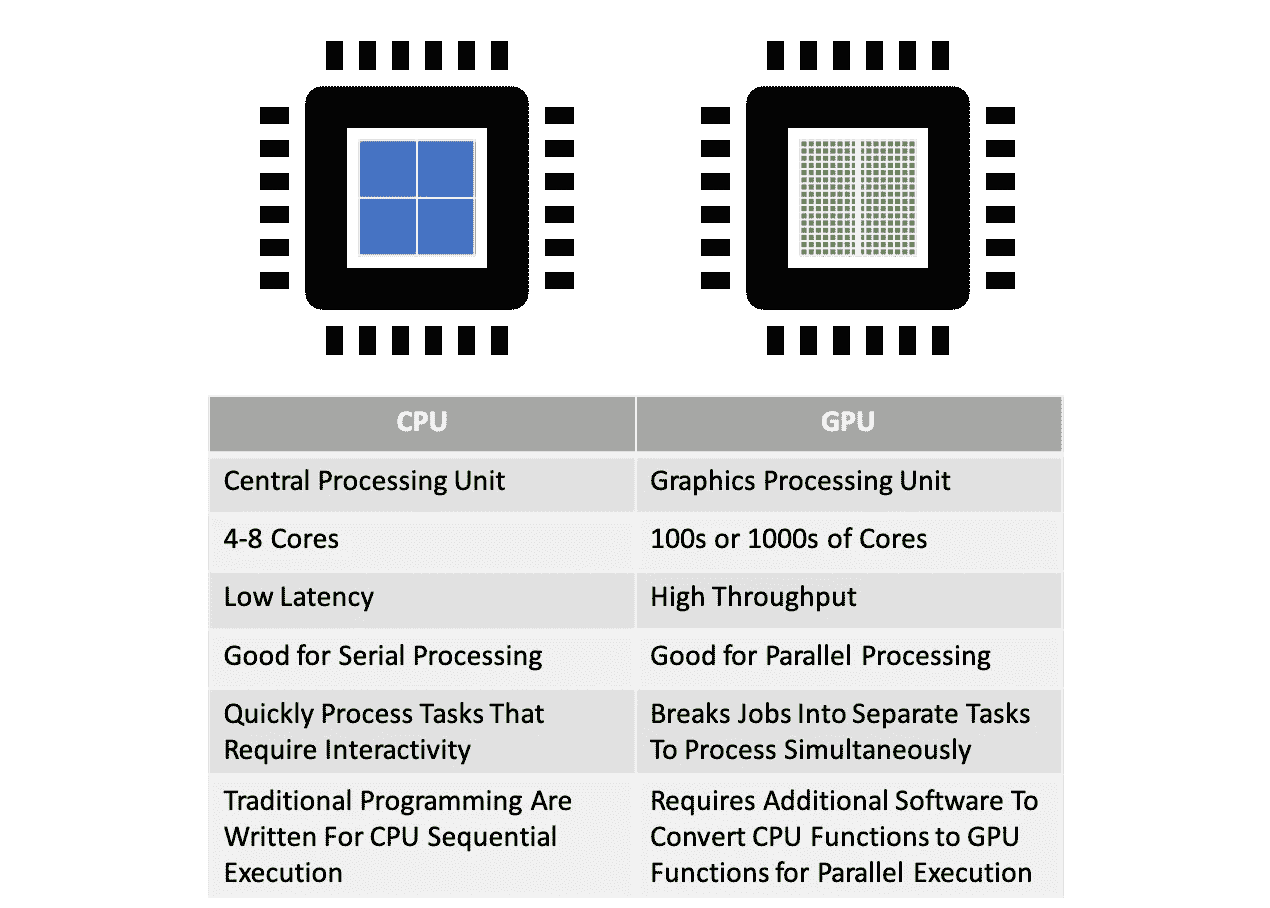 CPU
GPU
Central Processing Unit
Graphics Processing Unit
4-8 Cores
100s or 1000s of Cores
Low Latency
High Throughput
Good for Serial Processing
Good for Parallel Processing
Quickly Process Tasks That
Require Interactivity
Breaks Jobs Into Separate Tasks
To Process Simultaneously
Traditional Programming Are
Written For CPU Sequential
Execution
Requires Additional Software To
Convert CPU Functions to GPU
Functions for Parallel Execution